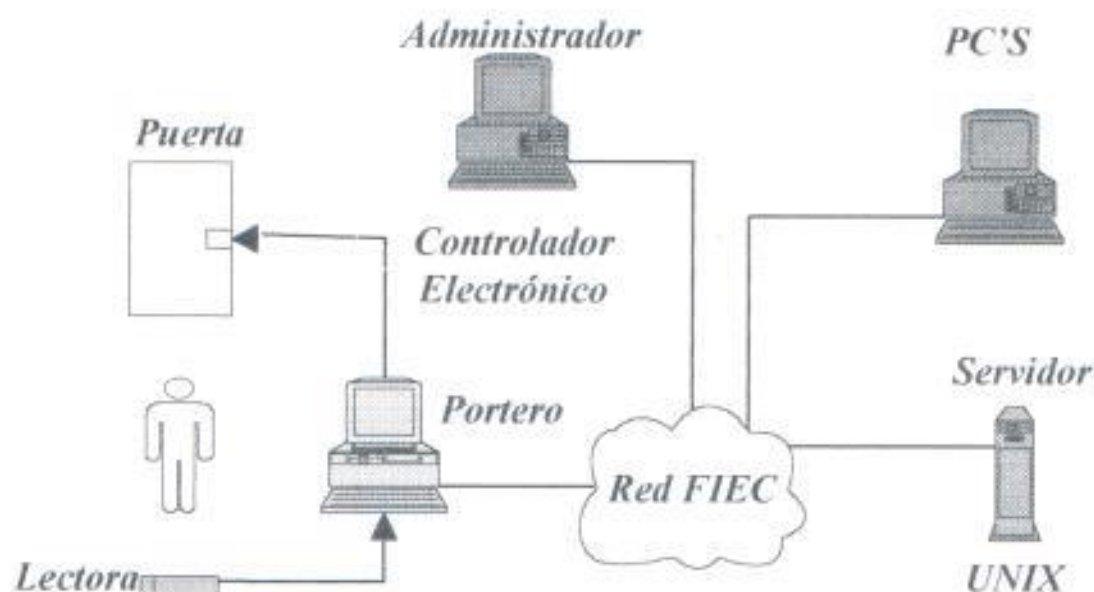 Administrador
PC'S
Puerta
Controlador
Electrónico
Servidor
Portero
Red FIEC
Lectora
UNIX